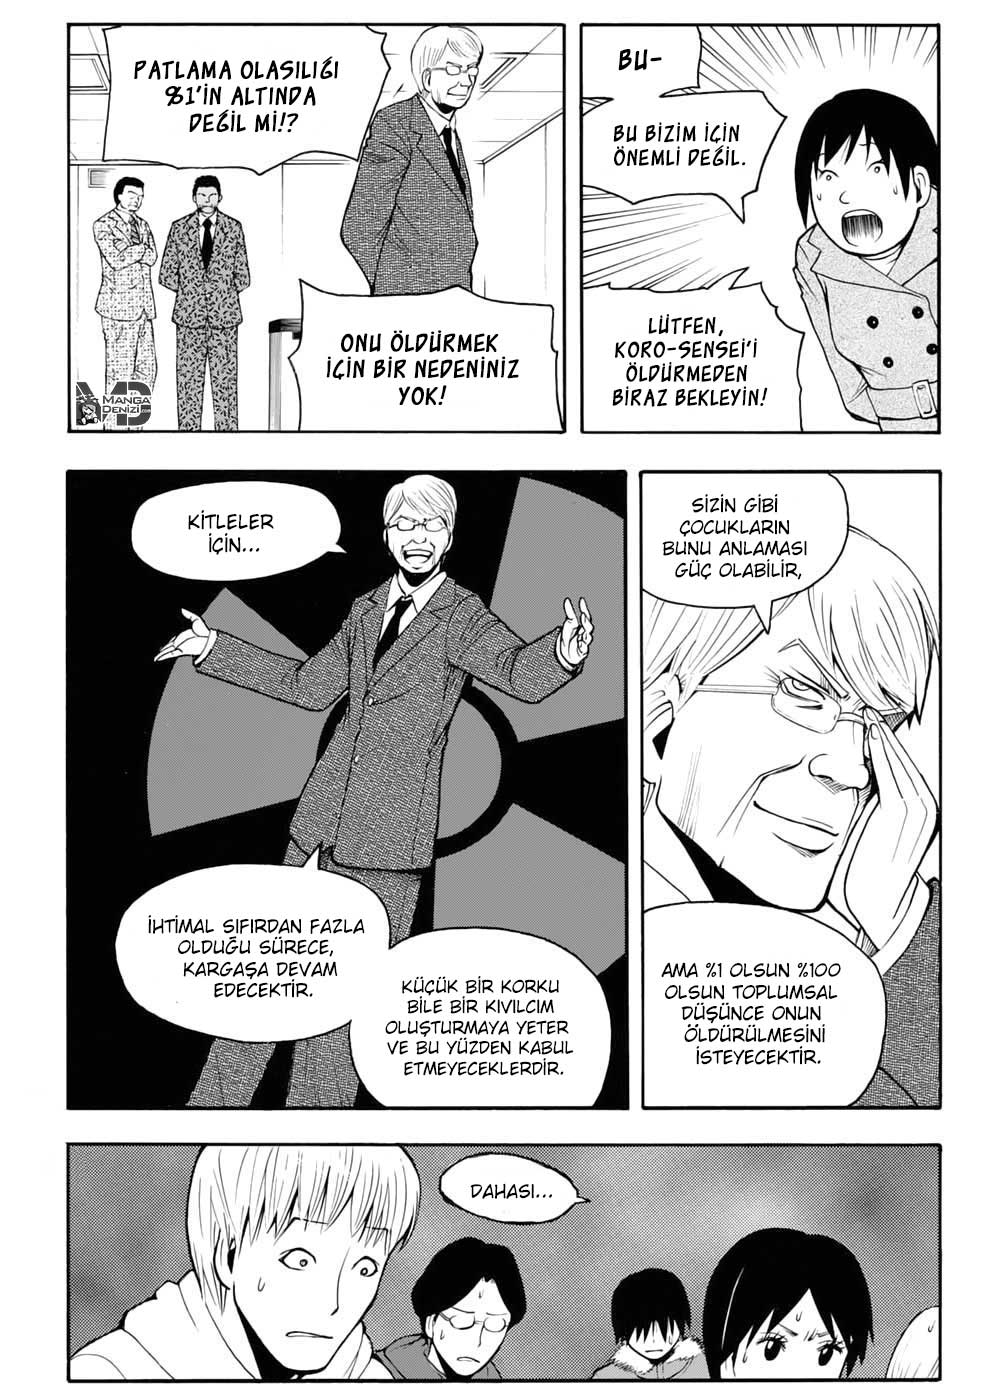 PATLAMA OLASILIĞI
%1'İN ALTINDA
DEĞİL Mİ!?
ONU ÖLDÜRMEK
İÇİN BİR NEDENİNİZ
YOK!
MANGA
DENİZİ.com
BU-
BU BİZİM İÇİN
ÖNEMLİ DEĞİL.
LÜTFEN,
KORO-SENSEİ'İ
ÖLDÜRMEDEN
BİRAZ BEKLEYİN!
KİTLELER
İÇİN...
İHTİMAL SIFIRDAN FAZLA
OLDUĞU SÜRECE,
KARGAŞA DEVAM
EDECEKTİR.
KÜÇÜK BİR KORKU
BİLE BİR KIVILCIM
OLUŞTURMAYA YETER
VE BU YÜZDEN KABUL
ETMEYECEKLERDİR.
SİZİN GİBİ
ÇOCUKLARIN
BUNU ANLAMASI
GÜÇ OLABİLİR,
AMA %1 OLSUN %100
OLSUN TOPLUMSAL
DÜŞÜNCE ONUN
ÖLDÜRÜLMESİNİ
İSTEYECEKTİR.
DAHASI...